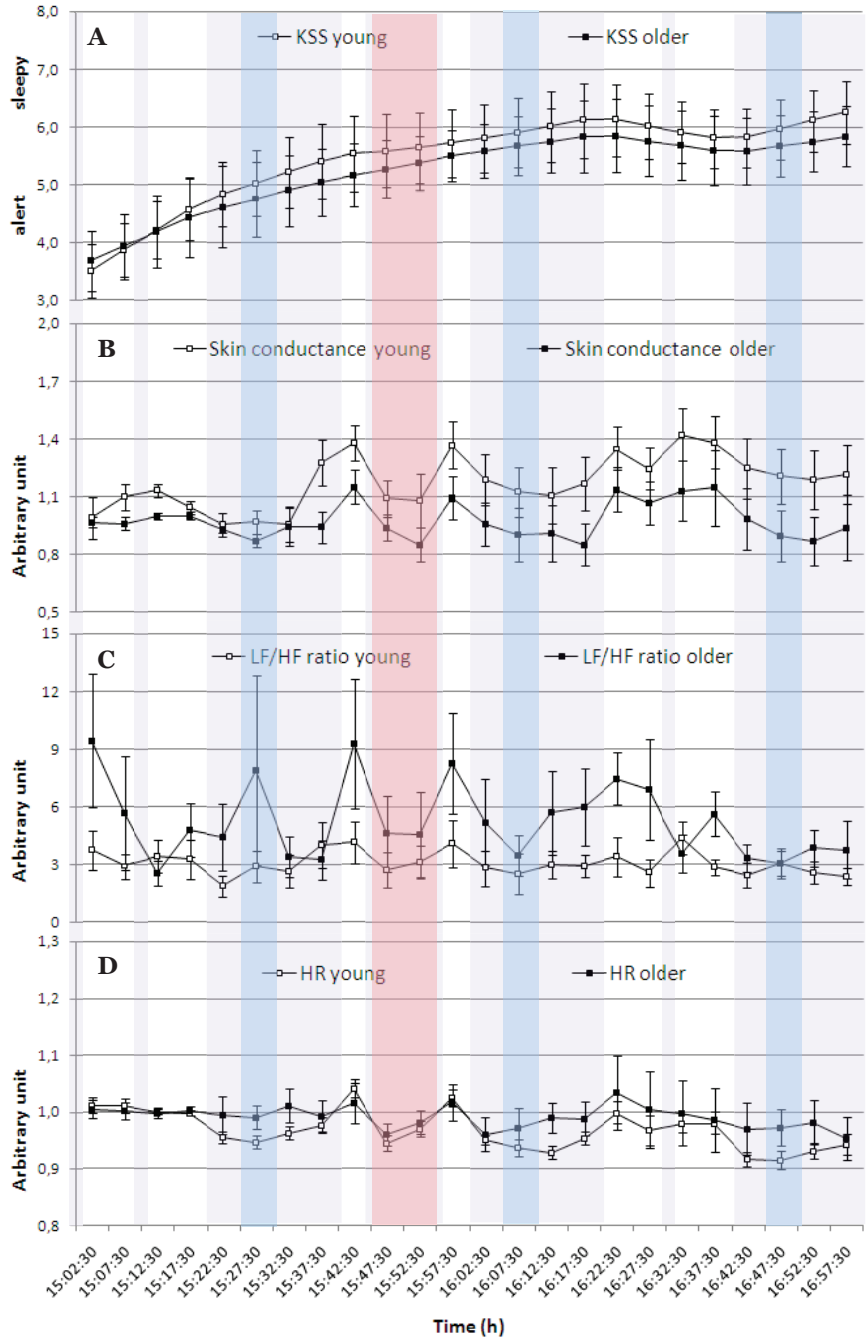 A
KSS young
KSS older
8,0
7,0
6,0
5,0
4,0
3,0
sleepy
alert
B
Skin conductance young
Skin conductance older
2,0
1,7
1,4
1,1
0,8
0,5
Arbitrary unit
C
LF/HF ratio young
LF/HF ratio older
15
12
9
6
3
0
Arbitrary unit
D
HR young
HR older
1,3
1,2
1,1
1,0
0,9
0,8
Arbitrary unit
15:02:30
15:07:30
15:12:30
15:17:30
15:22:30
15:27:30
15:32:30
15:37:30
15:42:30
15:47:30
15:52:30
15:57:30
16:02:30
16:07:30
16:12:30
16:17:30
16:22:30
16:27:30
16:32:30
16:37:30
16:42:30
16:47:30
16:52:30
16:57:30
Time (h)